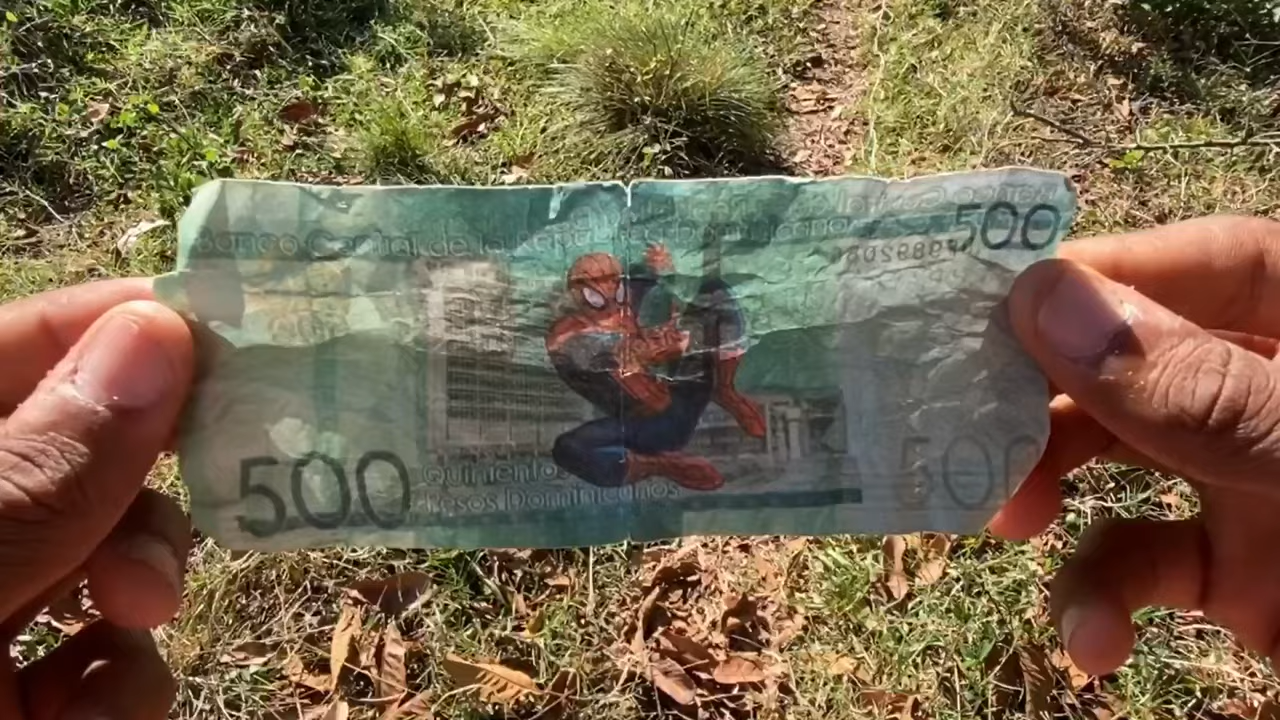 Banco Central de la República Dominicana
500
500
Quinientos
Pesos Dominicanos
500